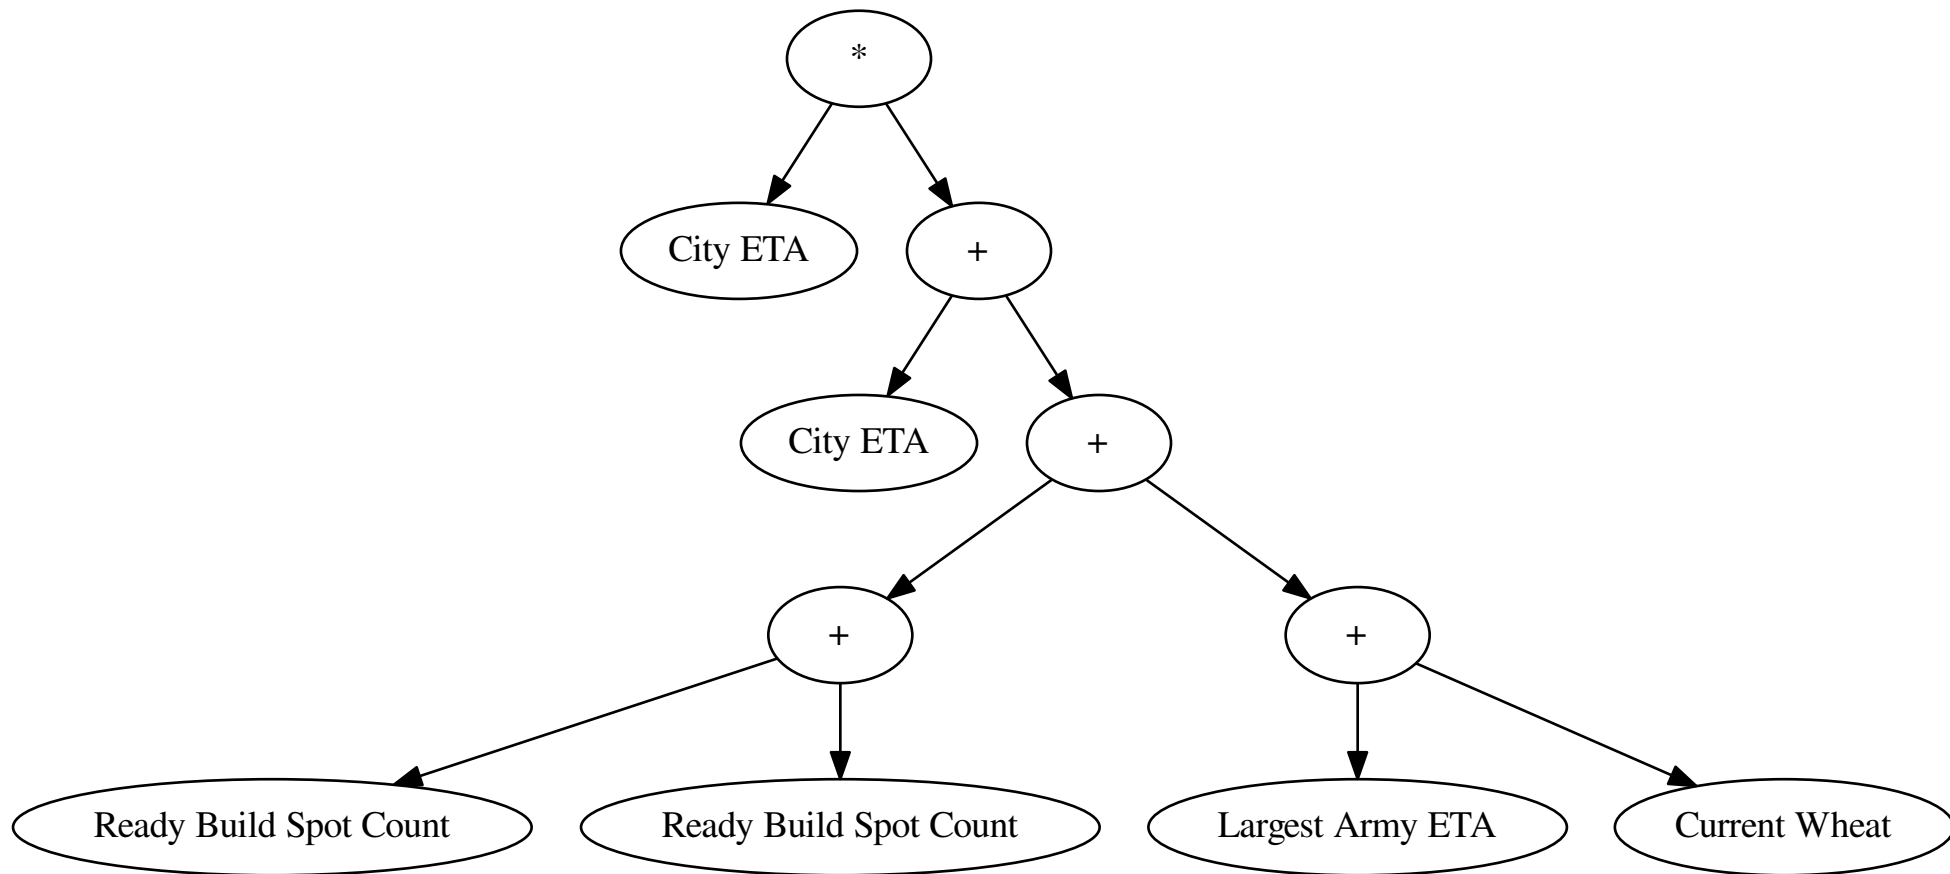 *
City ETA
+
City ETA
+
+
+
Ready Build Spot Count
Ready Build Spot Count
Largest Army ETA
Current Wheat